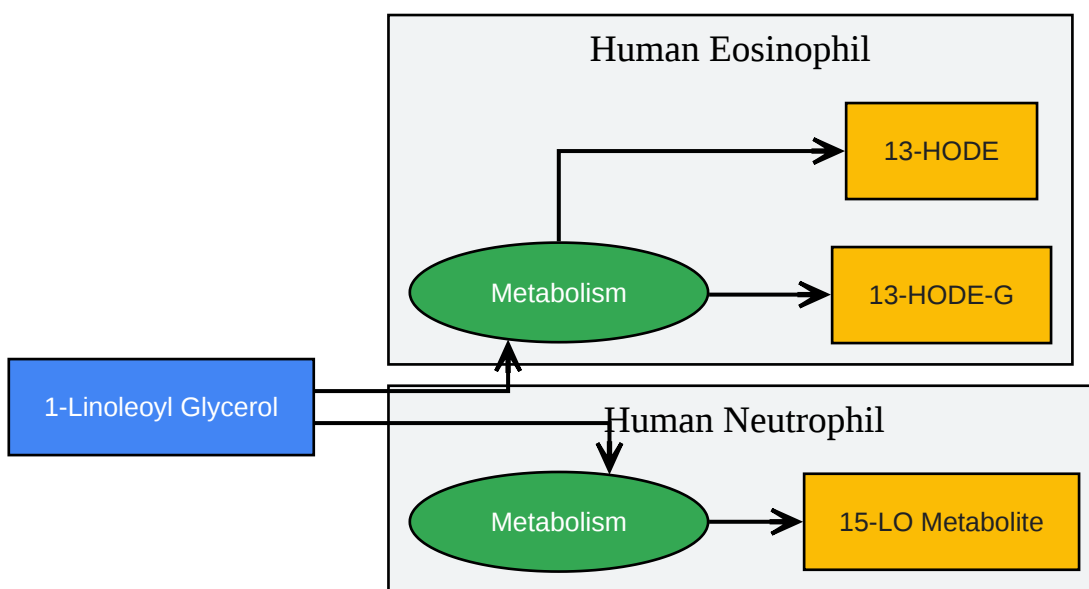 Human Eosinophil
13-HODE
Metabolism
13-HODE-G
1-Linoleoyl Glycerol
Human Neutrophil
Metabolism
15-LO Metabolite